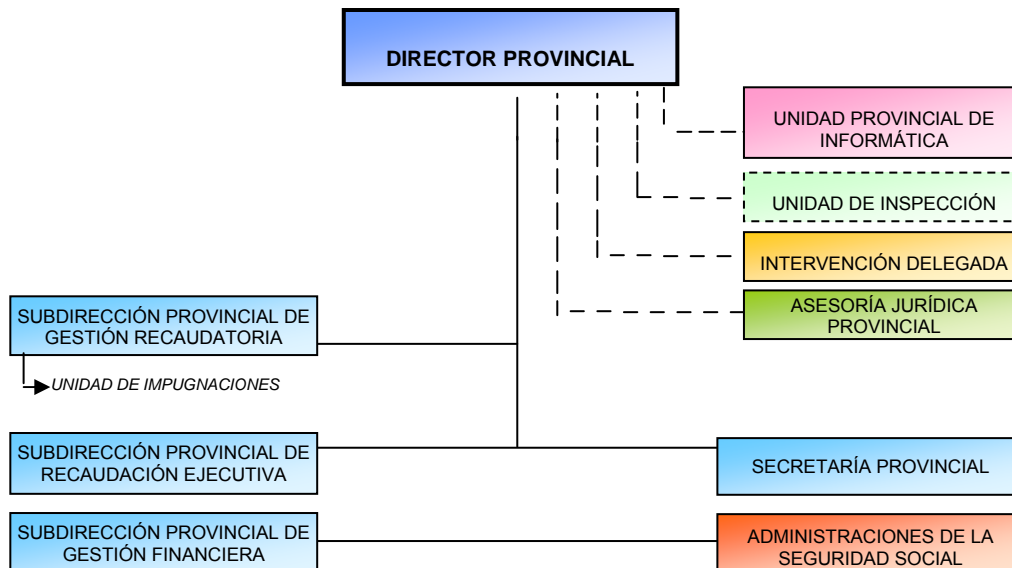 DIRECTOR PROVINCIAL
UNIDAD PROVINCIAL DE
INFORMÁTICA
UNIDAD DE INSPECCIÓN
INTERVENCIÓN DELEGADA
ASESORÍA JURÍDICA
PROVINCIAL
SUBDIRECCIÓN PROVINCIAL DE
GESTIÓN RECAUDATORIA
UNIDAD DE IMPUGNACIONES
SUBDIRECCIÓN PROVINCIAL DE
RECAUDACIÓN EJECUTIVA
SECRETARÍA PROVINCIAL
SUBDIRECCIÓN PROVINCIAL DE
GESTIÓN FINANCIERA
ADMINISTRACIONES DE LA
SEGURIDAD SOCIAL